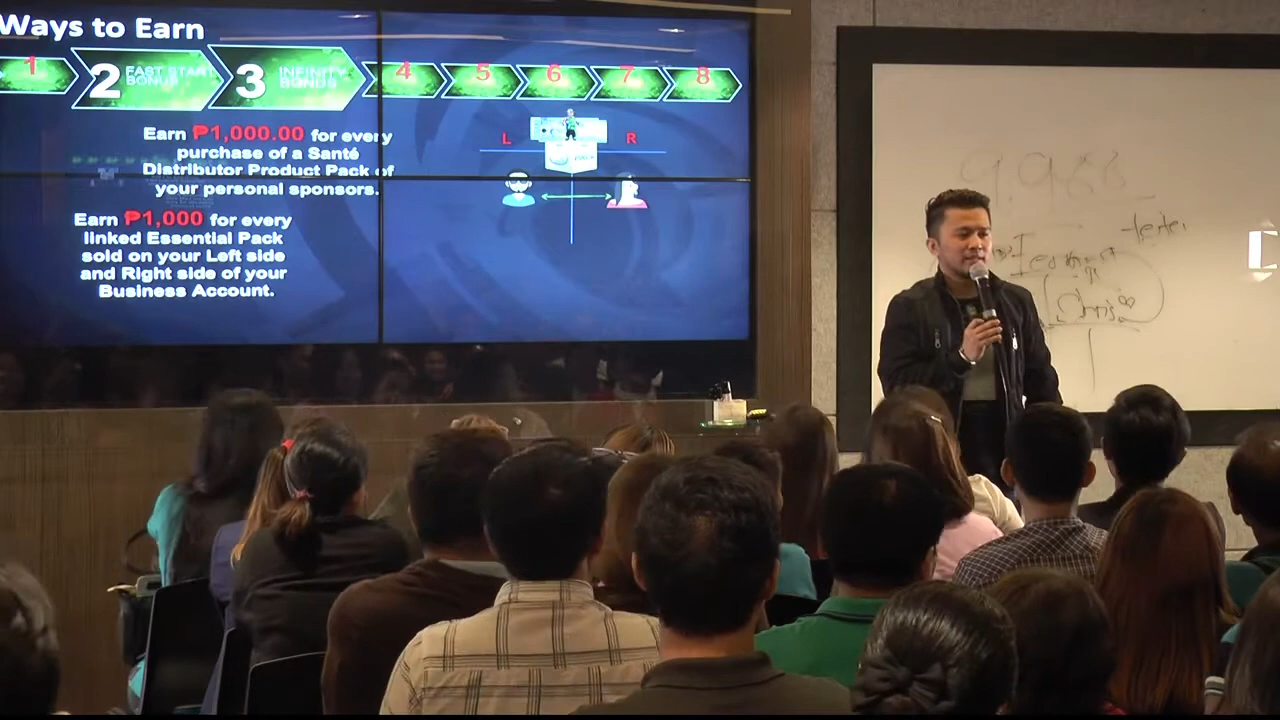 Ways to Earn
1
2 FAST START
BONUS
3 INFINITY
BONUS
4 5 6 7 8
Earn ₱1,000.00 for every
purchase of a Santé
Distributor Product Pack of
your personal sponsors.
Earn ₱1,000 for every
linked Essential Pack
sold on your Left side
and Right side of your
Business Account.
L R
Chris